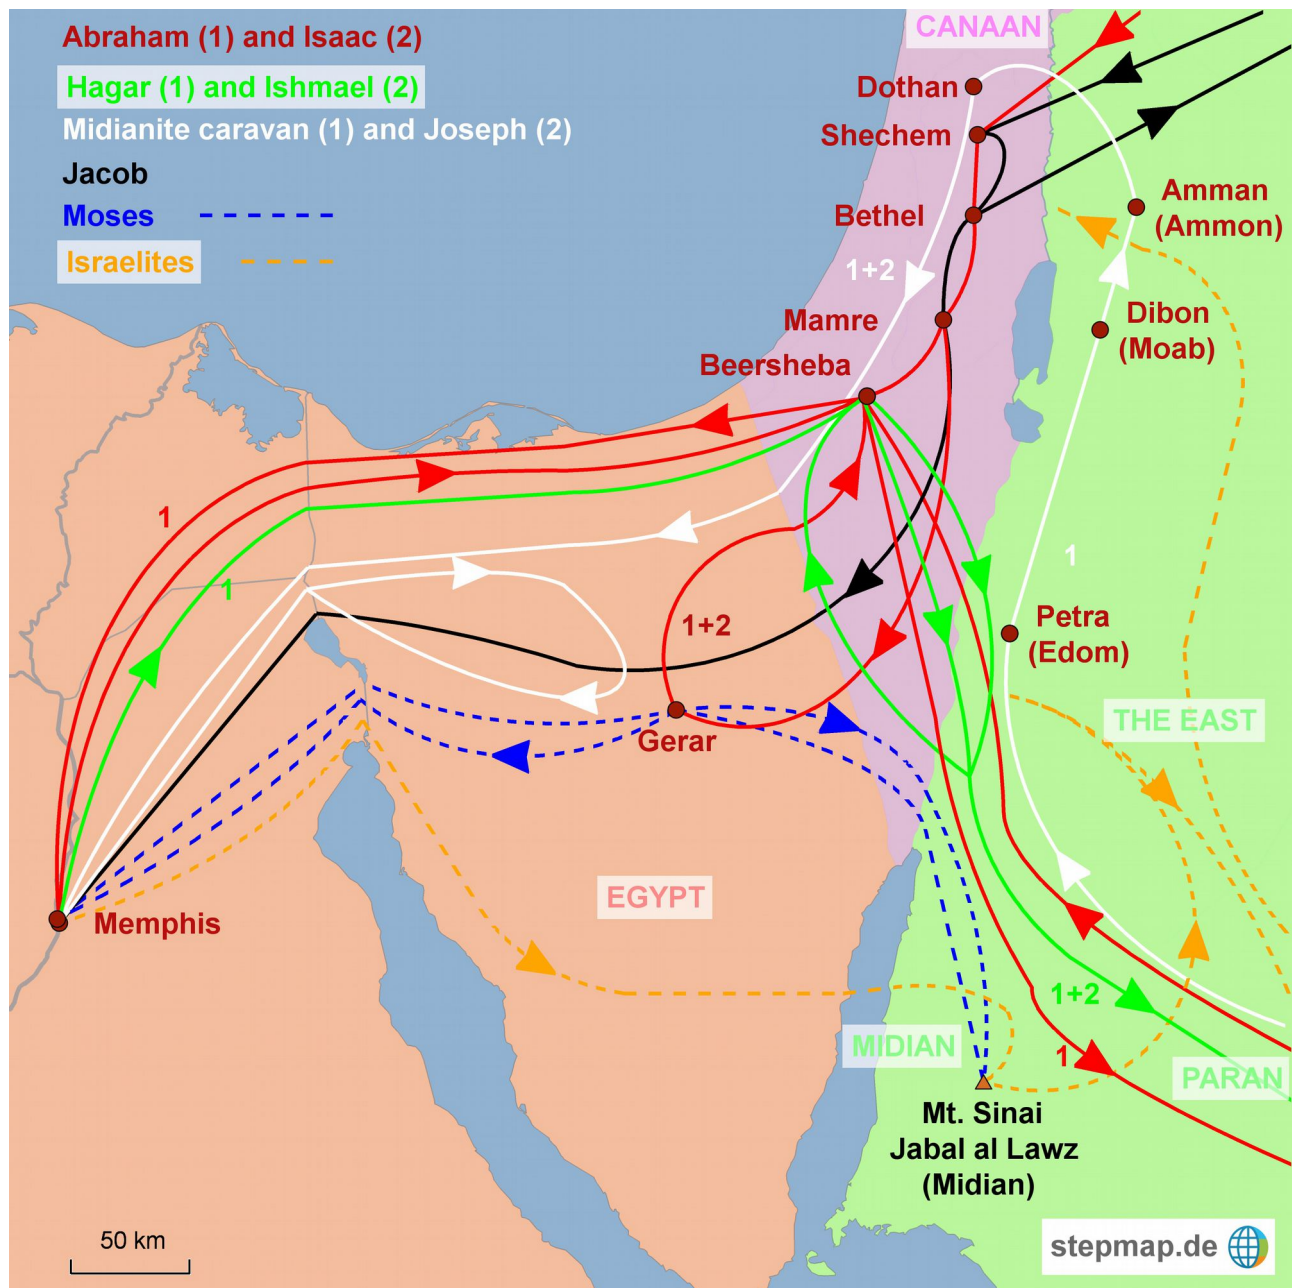 Abraham (1) and Isaac (2)
Hagar (1) and Ishmael (2)
Midianite caravan (1) and Joseph (2)
Jacob
Moses
Israelites
CANAAN
Dothan
Shechem
Amman
(Ammon)
Bethel
1+2
Mamre
Dibon
(Moab)
Beersheba
1
1
1
1+2
Petra
(Edom)
Gerar
THE EAST
EGYPT
Memphis
1+2
MIDIAN
1
PARAN
Mt. Sinai
Jabal al Lawz
(Midian)
50 km
stepmap.de